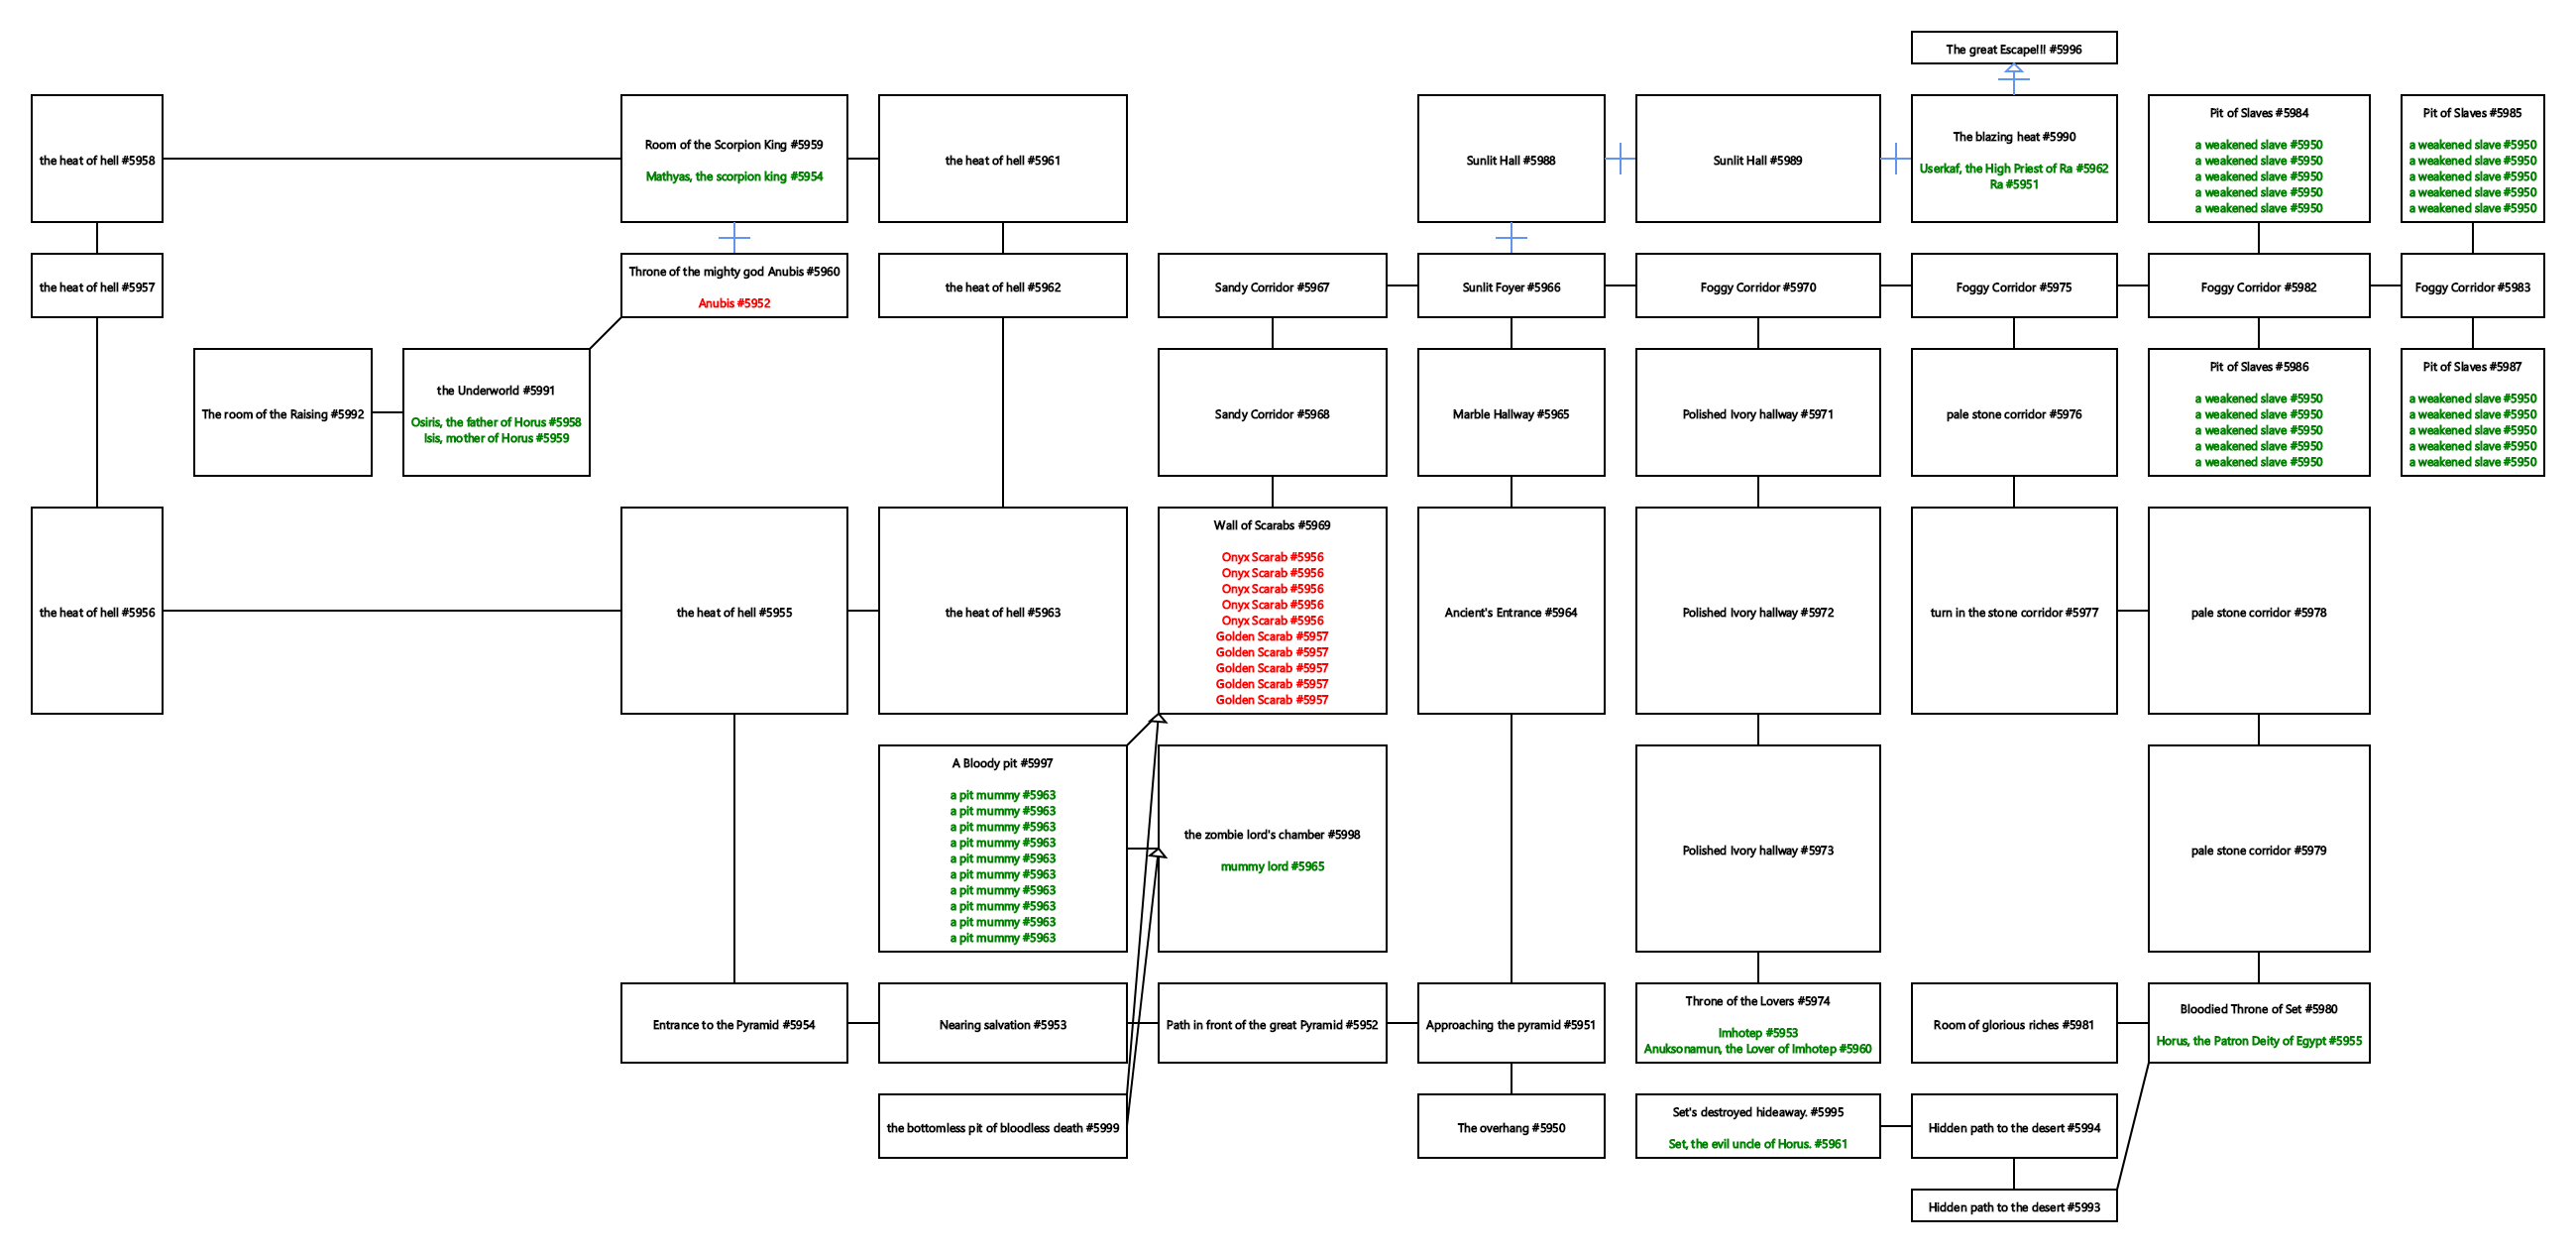 The great Escape!!! #5996
the heat of hell #5958
Room of the Scorpion King #5959
Mathyas, the scorpion king #5954
the heat of hell #5961
Sunlit Hall #5988
Sunlit Hall #5989
The blazing heat #5990
Userkaf, the High Priest of Ra #5962
Ra #5951
Pit of Slaves #5984
a weakened slave #5950
a weakened slave #5950
a weakened slave #5950
a weakened slave #5950
a weakened slave #5950
Pit of Slaves #5985
a weakened slave #5950
a weakened slave #5950
a weakened slave #5950
a weakened slave #5950
a weakened slave #5950
the heat of hell #5957
Throne of the mighty god Anubis #5960
Anubis #5952
the heat of hell #5962
Sandy Corridor #5967
Sunlit Foyer #5966
Foggy Corridor #5970
Foggy Corridor #5975
Foggy Corridor #5982
Foggy Corridor #5983
The room of the Raising #5992
the Underworld #5991
Osiris, the father of Horus #5958
Isis, mother of Horus #5959
Sandy Corridor #5968
Marble Hallway #5965
Polished Ivory hallway #5971
pale stone corridor #5976
Pit of Slaves #5986
a weakened slave #5950
a weakened slave #5950
a weakened slave #5950
a weakened slave #5950
a weakened slave #5950
Pit of Slaves #5987
a weakened slave #5950
a weakened slave #5950
a weakened slave #5950
a weakened slave #5950
a weakened slave #5950
the heat of hell #5956
the heat of hell #5955
the heat of hell #5963
Wall of Scarabs #5969
Onyx Scarab #5956
Onyx Scarab #5956
Onyx Scarab #5956
Onyx Scarab #5956
Onyx Scarab #5956
Golden Scarab #5957
Golden Scarab #5957
Golden Scarab #5957
Golden Scarab #5957
Golden Scarab #5957
Ancient's Entrance #5964
Polished Ivory hallway #5972
turn in the stone corridor #5977
pale stone corridor #5978
A Bloody pit #5997
a pit mummy #5963
a pit mummy #5963
a pit mummy #5963
a pit mummy #5963
a pit mummy #5963
a pit mummy #5963
a pit mummy #5963
a pit mummy #5963
a pit mummy #5963
a pit mummy #5963
the zombie lord's chamber #5998
mummy lord #5965
Polished Ivory hallway #5973
pale stone corridor #5979
Entrance to the Pyramid #5954
Nearing salvation #5953
Path in front of the great Pyramid #5952
Approaching the pyramid #5951
Throne of the Lovers #5974
Imhotep #5953
Anuksonamun, the Lover of Imhotep #5960
Room of glorious riches #5981
Bloodied Throne of Set #5980
Horus, the Patron Deity of Egypt #5955
the bottomless pit of bloodless death #5999
The overhang #5950
Set's destroyed hideaway. #5995
Set, the evil uncle of Horus. #5961
Hidden path to the desert #5994
Hidden path to the desert #5993